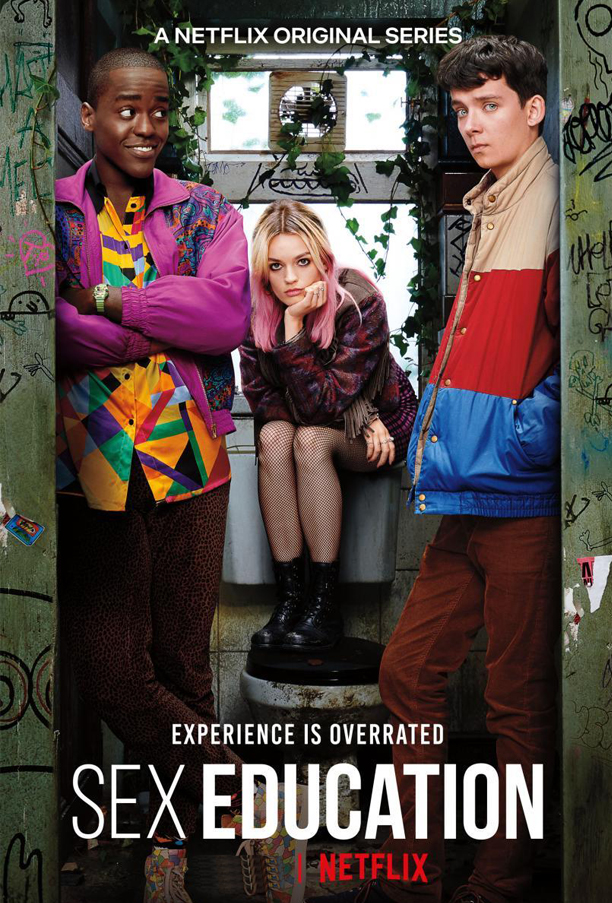 A NETFLIX ORIGINAL SERIES
EXPERIENCE IS OVERRATED
SEX EDUCATION
NETFLIX